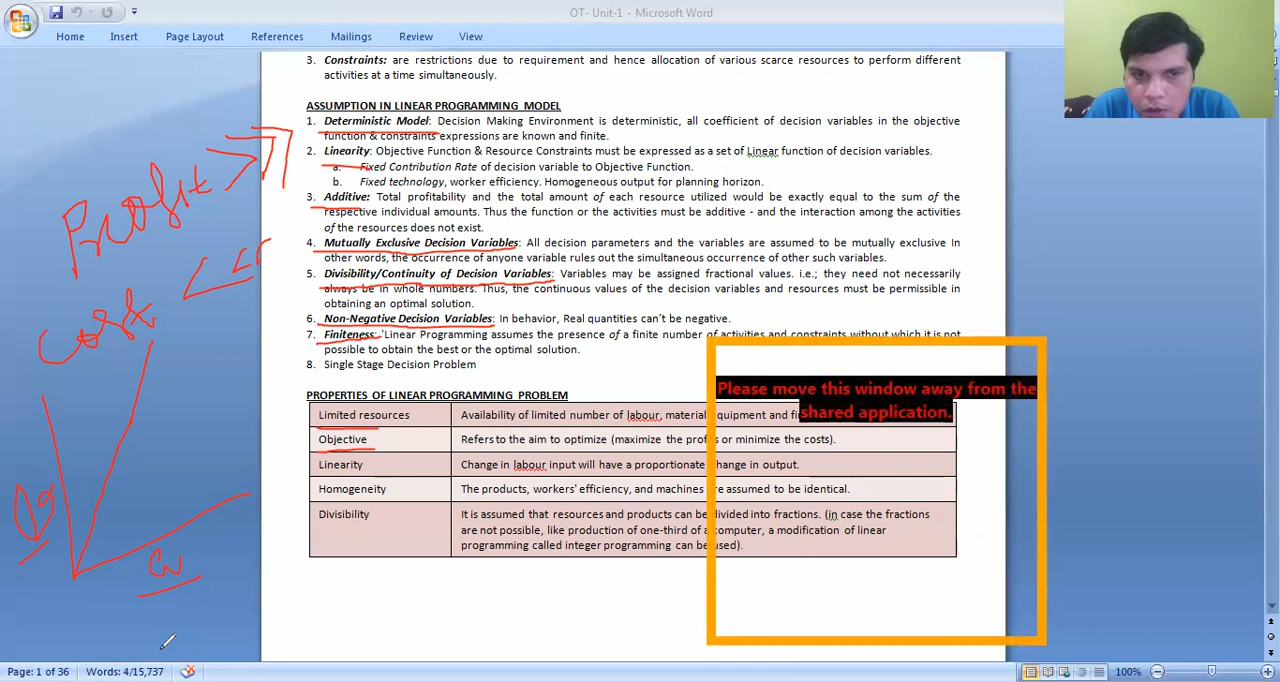 OT- Unit-1 - Microsoft Word
Home Insert Page Layout References Mailings Review View
3. Constraints: are restrictions due to requirement and hence allocation of various scarce resources to perform different
activities at a time simultaneously.
ASSUMPTION IN LINEAR PROGRAMMING MODEL
1. Deterministic Model: Decision Making Environment is deterministic, all coefficient of decision variables in the objective
function & constraints expressions are known and finite.
2. Linearity: Objective Function & Resource Constraints must be expressed as a set of Linear function of decision variables.
a. Fixed Contribution Rate of decision variable to Objective Function.
b. Fixed technology, worker efficiency. Homogeneous output for planning horizon.
3. Additive: Total profitability and the total amount of each resource utilized would be exactly equal to the sum of the
respective individual amounts. Thus the function or the activities must be additive - and the interaction among the activities
of the resources does not exist.
4. Mutually Exclusive Decision Variables: All decision parameters and the variables are assumed to be mutually exclusive In
other words, the occurrence of anyone variable rules out the simultaneous occurrence of other such variables.
5. Divisibility/Continuity of Decision Variables: Variables may be assigned fractional values. i.e.; they need not necessarily
always be in whole numbers. Thus, the continuous values of the decision variables and resources must be permissible in
obtaining an optimal solution.
6. Non-Negative Decision Variables: In behavior, Real quantities can't be negative.
7. Finiteness: 'Linear Programming assumes the presence of a finite number of activities and constraints without which it is not
possible to obtain the best or the optimal solution.
8. Single Stage Decision Problem
PROPERTIES OF LINEAR PROGRAMMING PROBLEM
Limited resources Availability of limited number of labour, material equipment and
Objective Refers to the aim to optimize (maximize the profits or minimize the costs).
Linearity Change in labour input will have a proportionate change in output.
Homogeneity The products, workers' efficiency, and machines are assumed to be identical.
Divisibility It is assumed that resources and products can be divided into fractions. (in case the fractions
are not possible, like production of one-third of a computer, a modification of linear
programming called integer programming can be used).
Please move this window away from the
shared application.
Profit
Cost
Page: 1 of 36 Words: 4/15,737 100%